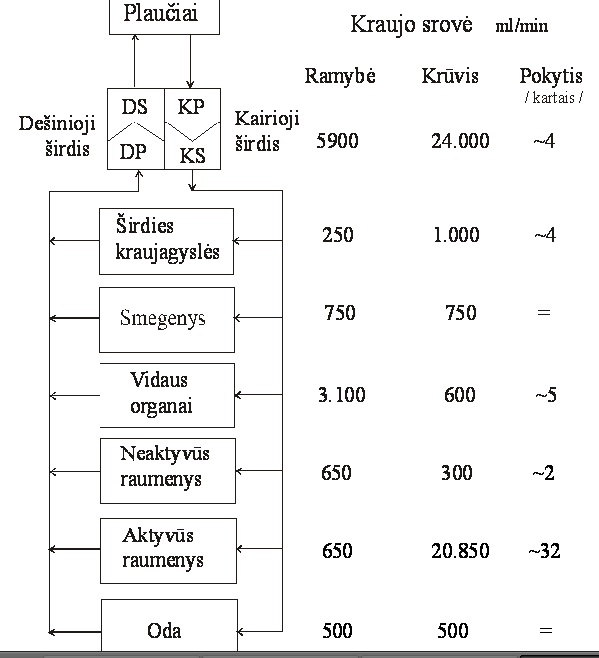 Plaučiai
Kraujo srovė ml/min
Ramybė Krūvis Pokytis
/ kartais /
Dešinioji
širdis
DS KP
DP KS
Kairioji
širdis
5900 24.000 ~4
Širdies
kraujagyslės
250 1.000 ~4
Smegenys
750 750 =
Vidaus
organai
3.100 600 ~5
Neaktyvūs
raumenys
650 300 ~2
Aktyvūs
raumenys
650 20.850 ~32
Oda
500 500 =